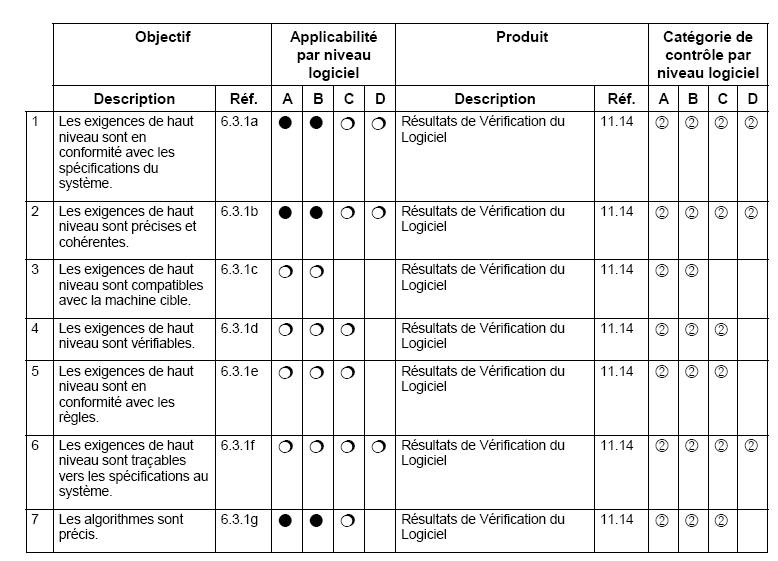 Objectif Applicabilité par niveau logiciel Produit Catégorie de contrôle par niveau logiciel
Description Réf. A B C D Description Réf. A B C D
1 Les exigences de haut niveau sont en conformité avec les spécifications du système. 6.3.1a ● ● ❍ ❍ Résultats de Vérification du Logiciel 11.14 ② ② ② ②
2 Les exigences de haut niveau sont précises et cohérentes. 6.3.1b ● ● ❍ ❍ Résultats de Vérification du Logiciel 11.14 ② ② ② ②
3 Les exigences de haut niveau sont compatibles avec la machine cible. 6.3.1c ❍ ❍ Résultats de Vérification du Logiciel 11.14 ② ②
4 Les exigences de haut niveau sont vérifiables. 6.3.1d ❍ ❍ ❍ Résultats de Vérification du Logiciel 11.14 ② ② ②
5 Les exigences de haut niveau sont en conformité avec les règles. 6.3.1e ❍ ❍ ❍ Résultats de Vérification du Logiciel 11.14 ② ② ②
6 Les exigences de haut niveau sont traçables vers les spécifications au système. 6.3.1f ❍ ❍ ❍ ❍ Résultats de Vérification du Logiciel 11.14 ② ② ② ②
7 Les algorithmes sont précis. 6.3.1g ● ● ❍ Résultats de Vérification du Logiciel 11.14 ② ② ②